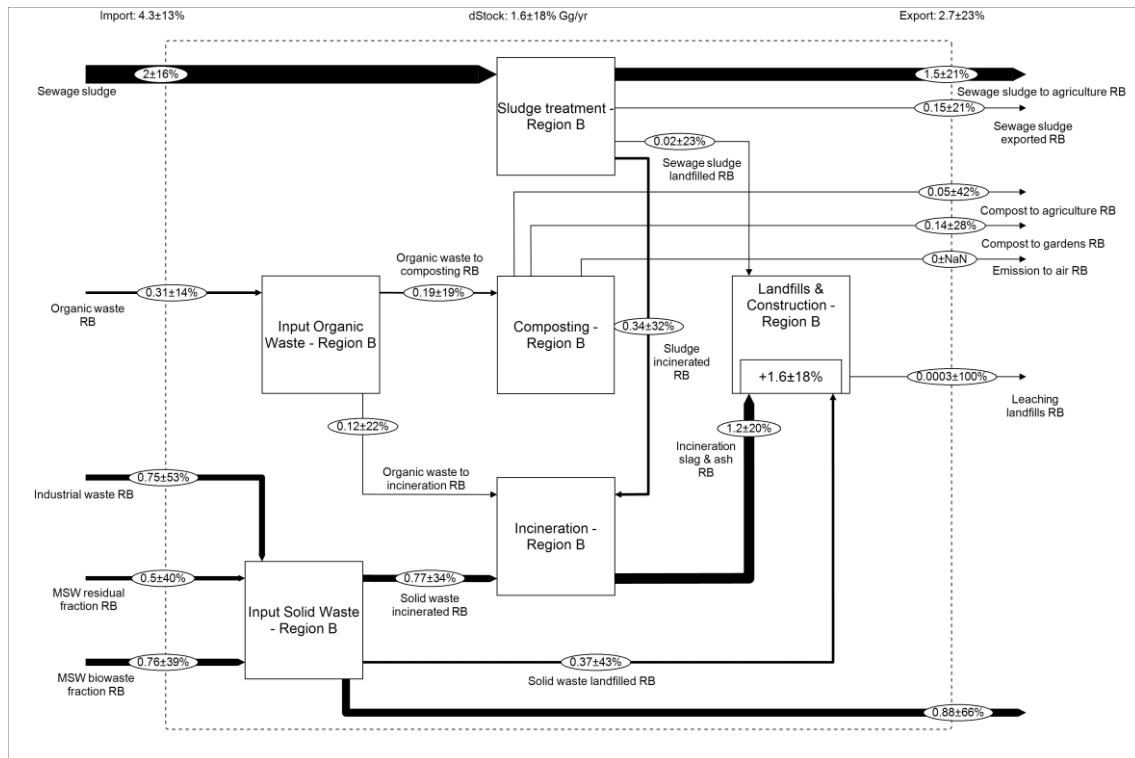 Import: 4.3±13%
dStock: 1.6±18% Gg/yr
Export: 2.7±23%
2±16%
Sewage sludge
Sludge treatment -
Region B
1.5±21%
Sewage sludge to agriculture RB
0.15±21%
Sewage sludge
exported RB
0.02±23%
Sewage sludge
landfilled RB
0.05±42%
Compost to agriculture RB
0.14±28%
Compost to gardens RB
0±NaN
Emission to air RB
Organic waste to
composting RB
0.31±14%
Organic waste
RB
Input Organic
Waste - Region B
0.19±19%
Composting -
Region B
0.34±32%
Sludge
incinerated
RB
Landfills &
Construction -
Region B
+1.6±18%
0.0003±100%
Leaching
landfills RB
0.12±22%
1.2±20%
Incineration
slag & ash
RB
Organic waste to
incineration RB
0.75±53%
Industrial waste RB
Incineration -
Region B
0.5±40%
MSW residual
fraction RB
Input Solid Waste
- Region B
0.77±34%
Solid waste
incinerated RB
0.76±39%
MSW biowaste
fraction RB
0.37±43%
Solid waste landfilled RB
0.88±66%